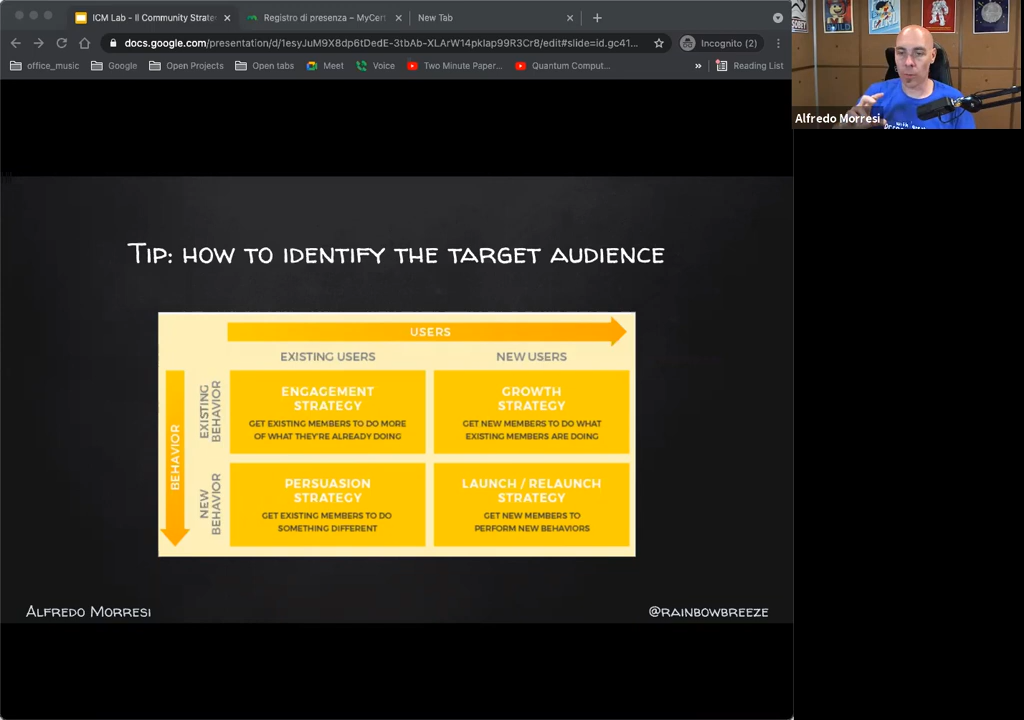 ICM Lab - Il Community Strate
Registro di presenza – MyCert
New Tab
docs.google.com/presentation/d/1esyJuM9X8dp6tDedE-3tbAb-XLArW14pkIap99R3Cr8/edit#slide=id.gc41...
Incognito (2)
office_music
Google
Open Projects
Open tabs
Meet
Voice
Two Minute Paper...
Quantum Comput...
»
Reading List
Alfredo Morresi
Tip: how to identify the target audience
USERS
EXISTING USERS
NEW USERS
BEHAVIOR
EXISTING
BEHAVIOR
ENGAGEMENT
STRATEGY
GET EXISTING MEMBERS TO DO MORE
OF WHAT THEY'RE ALREADY DOING
GROWTH
STRATEGY
GET NEW MEMBERS TO DO WHAT
EXISTING MEMBERS ARE DOING
NEW
BEHAVIOR
PERSUASION
STRATEGY
GET EXISTING MEMBERS TO DO
SOMETHING DIFFERENT
LAUNCH / RELAUNCH
STRATEGY
GET NEW MEMBERS TO
PERFORM NEW BEHAVIORS
Alfredo Morresi
@rainbowbreeze